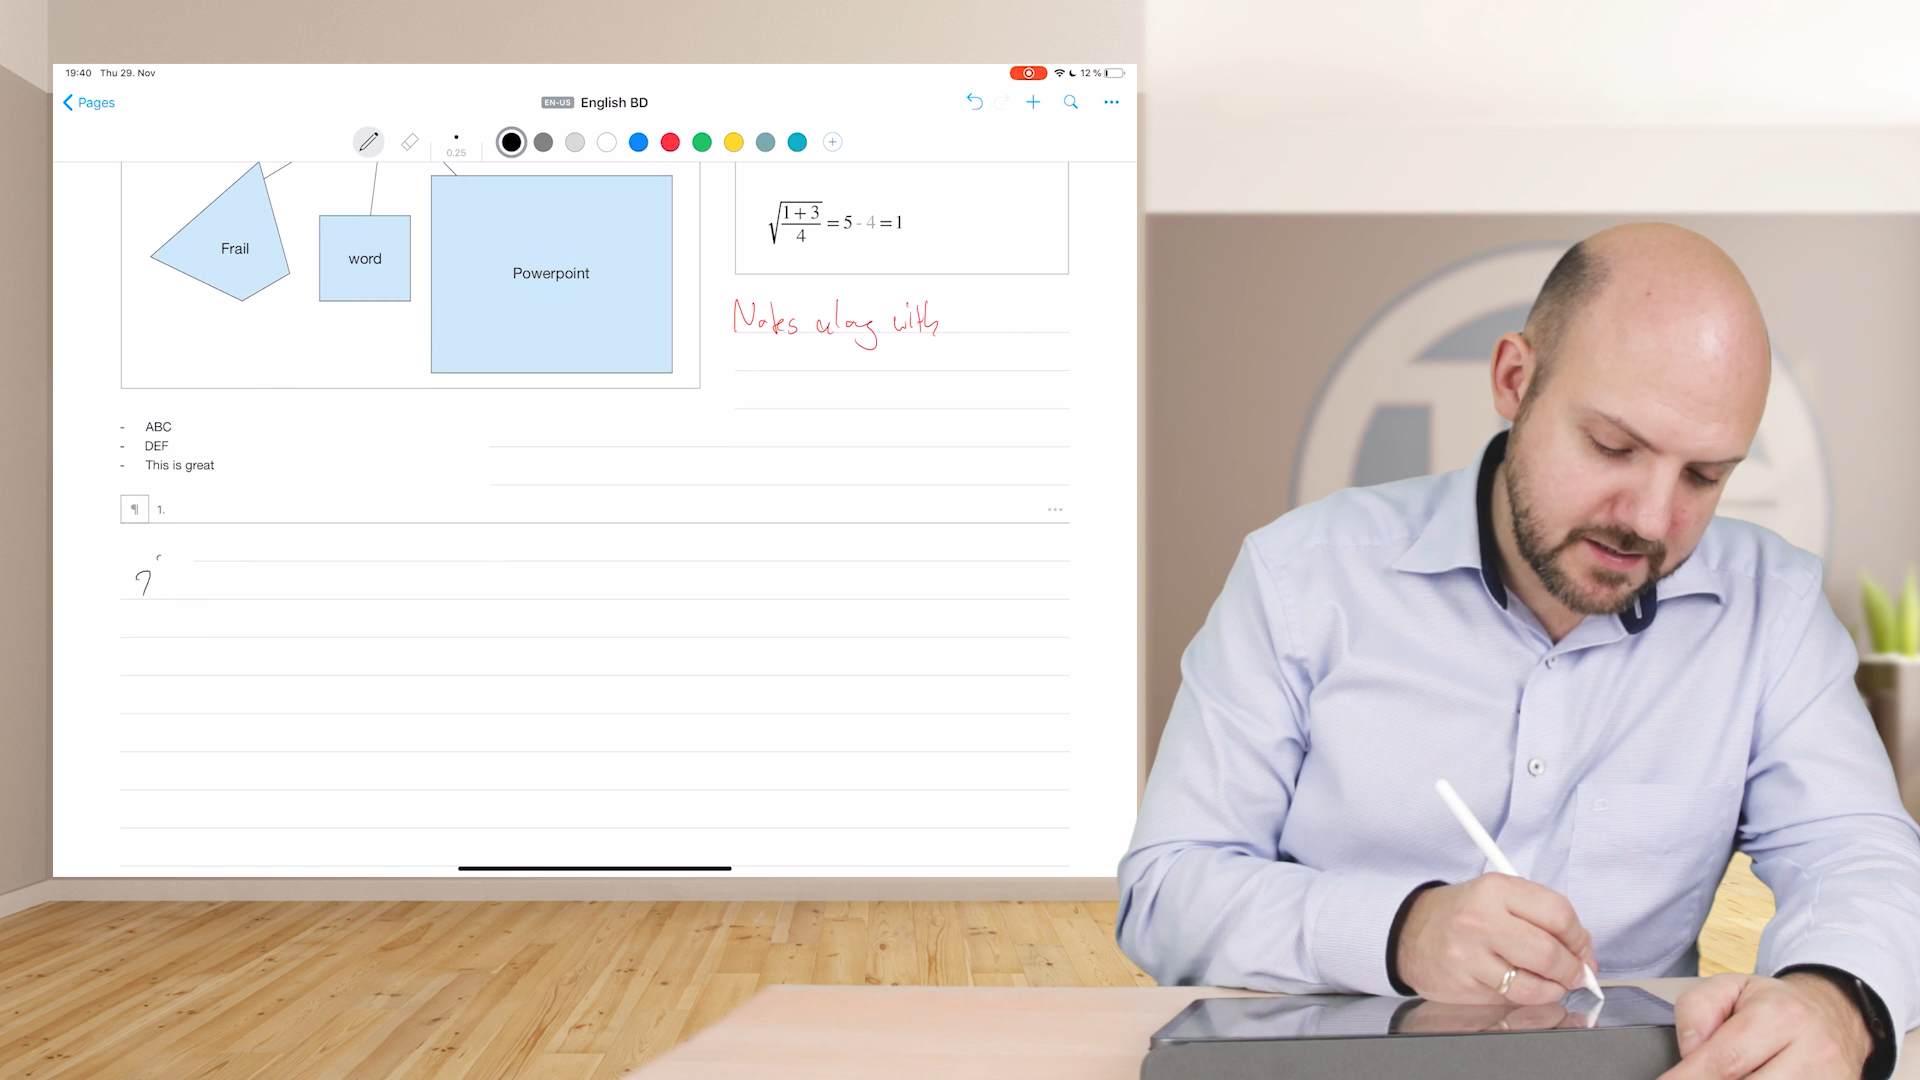 19:40 Thu 29. Nov
12 %
Pages
EN-US English BD
0.25
Frail
word
Powerpoint
√(1+3/4) = 5 - 4 = 1
Notes along with
- ABC
- DEF
- This is great
¶ 1.
?